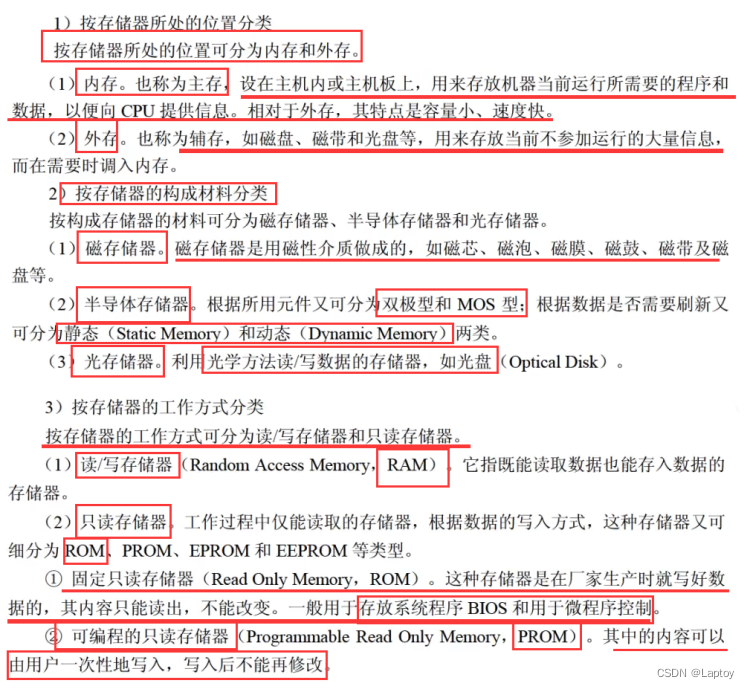 1）按存储器所处的位置分类
按存储器所处的位置可分为内存和外存。
（1）内存。也称为主存，设在主机内或主机板上，用来存放机器当前运行所需要的程序和
数据，以便向 CPU 提供信息。相对于外存，其特点是容量小、速度快。
（2）外存。也称为辅存，如磁盘、磁带和光盘等，用来存放当前不参加运行的大量信息，
而在需要时调入内存。
2）按存储器的构成材料分类
按构成存储器的材料可分为磁存储器、半导体存储器和光存储器。
（1）磁存储器。磁存储器是用磁性介质做成的，如磁芯、磁泡、磁膜、磁鼓、磁带及磁
盘等。
（2）半导体存储器。根据所用元件又可分为双极型和 MOS 型；根据数据是否需要刷新又
可分为静态（Static Memory）和动态（Dynamic Memory）两类。
（3）光存储器。利用光学方法读/写数据的存储器，如光盘（Optical Disk）。
3）按存储器的工作方式分类
按存储器的工作方式可分为读/写存储器和只读存储器。
（1）读/写存储器（Random Access Memory，RAM）。它指既能读取数据也能存入数据的
存储器。
（2）只读存储器。工作过程中仅能读取的存储器，根据数据的写入方式，这种存储器又可
细分为 ROM、PROM、EPROM 和 EEPROM 等类型。
① 固定只读存储器（Read Only Memory，ROM）。这种存储器是在厂家生产时就写好数
据的，其内容只能读出，不能改变。一般用于存放系统程序 BIOS 和用于微程序控制。
② 可编程的只读存储器（Programmable Read Only Memory，PROM）。其中的内容可以
由用户一次性地写入，写入后不能再修改。
CSDN @Laptoy